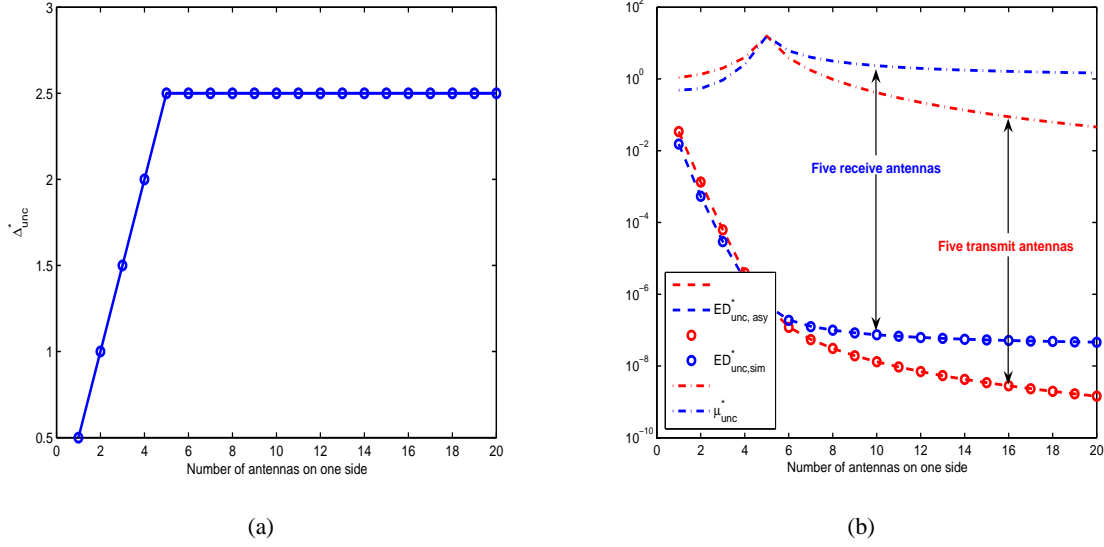 3
2.5
2
1.5
1
0.5
Δ*unc
0 2 4 6 8 10 12 14 16 18 20
Number of antennas on one side
(a)
10^2
10^0
10^−2
10^−4
10^−6
10^−8
10^−10
Five receive antennas
Five transmit antennas
ED*unc, asy
ED*unc,sim
μ*unc
0 2 4 6 8 10 12 14 16 18 20
Number of antennas on one side
(b)